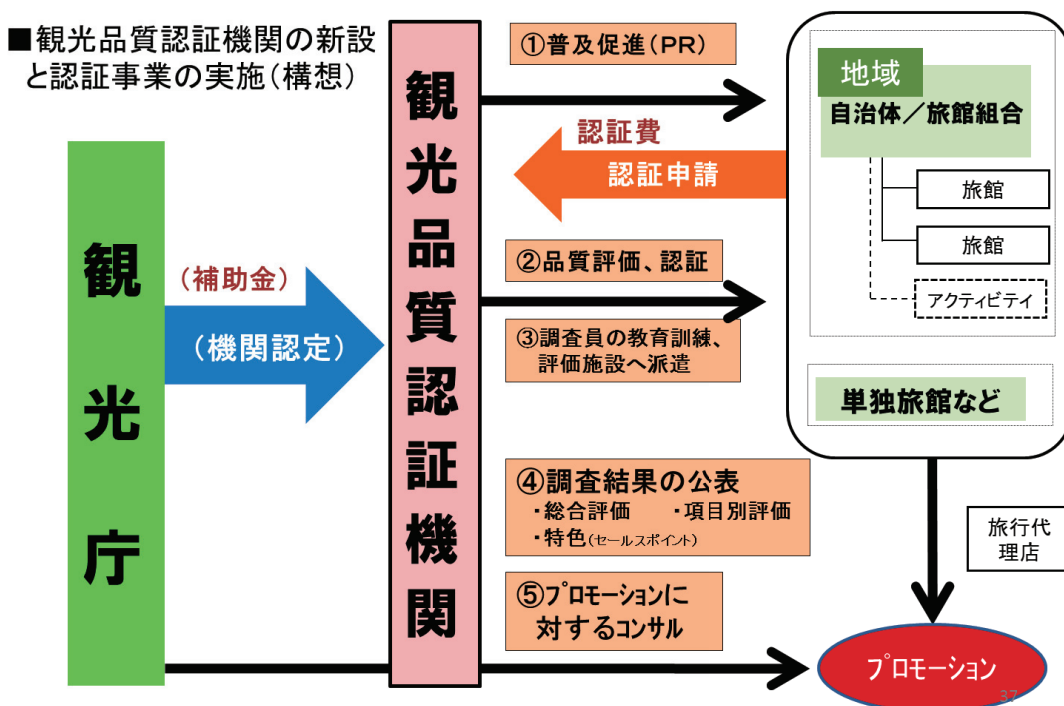 ■観光品質認証機関の新設
と認証事業の実施(構想)
観光庁
(補助金)
(機関認定)
観光品質認証機関
①普及促進(PR)
認証費
認証申請
②品質評価、認証
③調査員の教育訓練、
評価施設へ派遣
④調査結果の公表
・総合評価 ・項目別評価
・特色(セールスポイント)
⑤プロモーションに
対するコンサル
地域
自治体/旅館組合
旅館
旅館
アクティビティ
単独旅館など
旅行代
理店
プロモーション
37